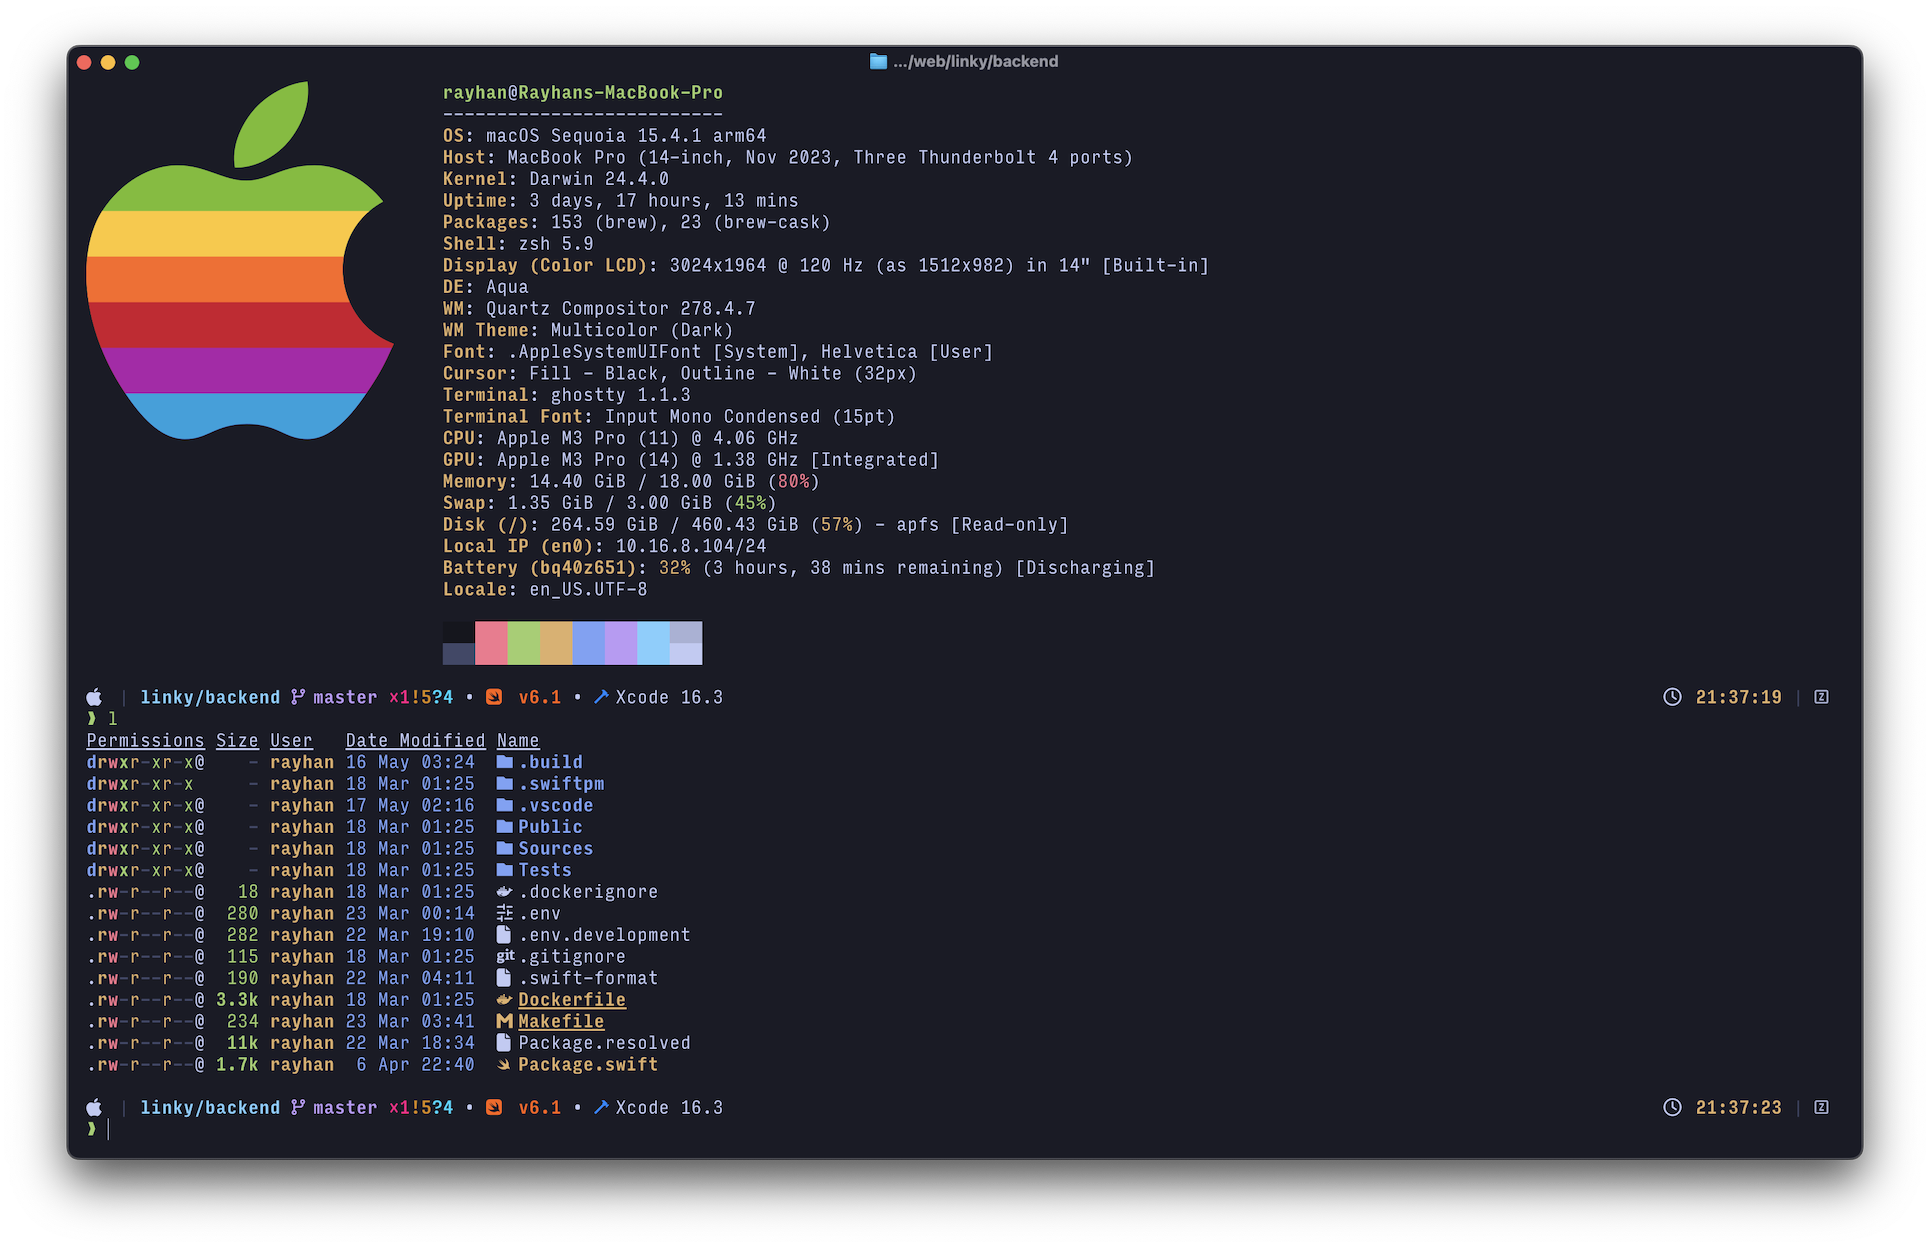 .../web/linky/backend
rayhan@Rayhans-MacBook-Pro
--------------------------
OS: macOS Sequoia 15.4.1 arm64
Host: MacBook Pro (14-inch, Nov 2023, Three Thunderbolt 4 ports)
Kernel: Darwin 24.4.0
Uptime: 3 days, 17 hours, 13 mins
Packages: 153 (brew), 23 (brew-cask)
Shell: zsh 5.9
Display (Color LCD): 3024x1964 @ 120 Hz (as 1512x982) in 14" [Built-in]
DE: Aqua
WM: Quartz Compositor 278.4.7
WM Theme: Multicolor (Dark)
Font: .AppleSystemUIFont [System], Helvetica [User]
Cursor: Fill - Black, Outline - White (32px)
Terminal: ghostty 1.1.3
Terminal Font: Input Mono Condensed (15pt)
CPU: Apple M3 Pro (11) @ 4.06 GHz
GPU: Apple M3 Pro (14) @ 1.38 GHz [Integrated]
Memory: 14.40 GiB / 18.00 GiB (80%)
Swap: 1.35 GiB / 3.00 GiB (45%)
Disk (/): 264.59 GiB / 460.43 GiB (57%) - apfs [Read-only]
Local IP (en0): 10.16.8.104/24
Battery (bq40z651): 32% (3 hours, 38 mins remaining) [Discharging]
Locale: en_US.UTF-8
| linky/backend master ×1!5?4 • v6.1 • Xcode 16.3 21:37:19 | Z
❱ l
Permissions Size User Date Modified Name
drwxr-xr-x@ - rayhan 16 May 03:24 .build
drwxr-xr-x - rayhan 18 Mar 01:25 .swiftpm
drwxr-xr-x@ - rayhan 17 May 02:16 .vscode
drwxr-xr-x@ - rayhan 18 Mar 01:25 Public
drwxr-xr-x@ - rayhan 18 Mar 01:25 Sources
drwxr-xr-x@ - rayhan 18 Mar 01:25 Tests
.rw-r--r--@ 18 rayhan 18 Mar 01:25 .dockerignore
.rw-r--r--@ 280 rayhan 23 Mar 00:14 .env
.rw-r--r--@ 282 rayhan 22 Mar 19:10 .env.development
.rw-r--r--@ 115 rayhan 18 Mar 01:25 git .gitignore
.rw-r--r--@ 190 rayhan 22 Mar 04:11 .swift-format
.rw-r--r--@ 3.3k rayhan 18 Mar 01:25 Dockerfile
.rw-r--r--@ 234 rayhan 23 Mar 03:41 M Makefile
.rw-r--r--@ 11k rayhan 22 Mar 18:34 Package.resolved
.rw-r--r--@ 1.7k rayhan 6 Apr 22:40 Package.swift
| linky/backend master ×1!5?4 • v6.1 • Xcode 16.3 21:37:23 | Z
❱